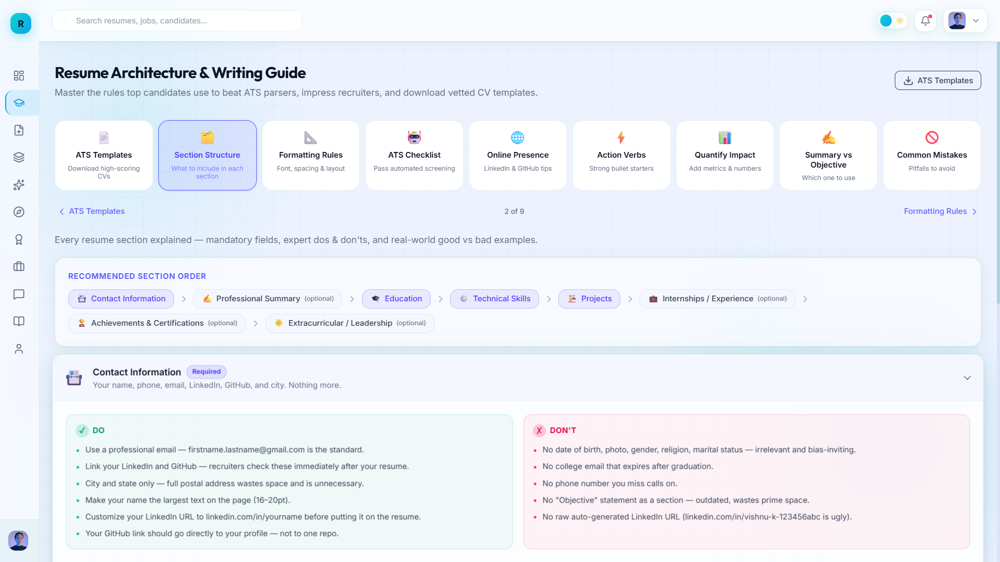 R
Search resumes, jobs, candidates...
Resume Architecture & Writing Guide
Master the rules top candidates use to beat ATS parsers, impress recruiters, and download vetted CV templates.
ATS Templates
ATS Templates
Download high-scoring
CVs
Section Structure
What to include in each
section
Formatting Rules
Font, spacing & layout
ATS Checklist
Pass automated screening
Online Presence
LinkedIn & GitHub tips
Action Verbs
Strong bullet starters
Quantify Impact
Add metrics & numbers
Summary vs
Objective
Which one to use
Common Mistakes
Pitfalls to avoid
ATS Templates
2 of 9
Formatting Rules
Every resume section explained — mandatory fields, expert dos & don'ts, and real-world good vs bad examples.
RECOMMENDED SECTION ORDER
Contact Information
Professional Summary (optional)
Education
Technical Skills
Projects
Internships / Experience (optional)
Achievements & Certifications (optional)
Extracurricular / Leadership (optional)
Contact Information Required
Your name, phone, email, LinkedIn, GitHub, and city. Nothing more.
✓ DO
• Use a professional email — firstname.lastname@gmail.com is the standard.
• Link your LinkedIn and GitHub — recruiters check these immediately after your resume.
• City and state only — full postal address wastes space and is unnecessary.
• Make your name the largest text on the page (16–20pt).
• Customize your LinkedIn URL to linkedin.com/in/yourname before putting it on the resume.
• Your GitHub link should go directly to your profile — not to one repo.
✗ DON'T
• No date of birth, photo, gender, religion, marital status — irrelevant and bias-inviting.
• No college email that expires after graduation.
• No phone number you miss calls on.
• No "Objective" statement as a section — outdated, wastes prime space.
• No raw auto-generated LinkedIn URL (linkedin.com/in/vishnu-k-123456abc is ugly).